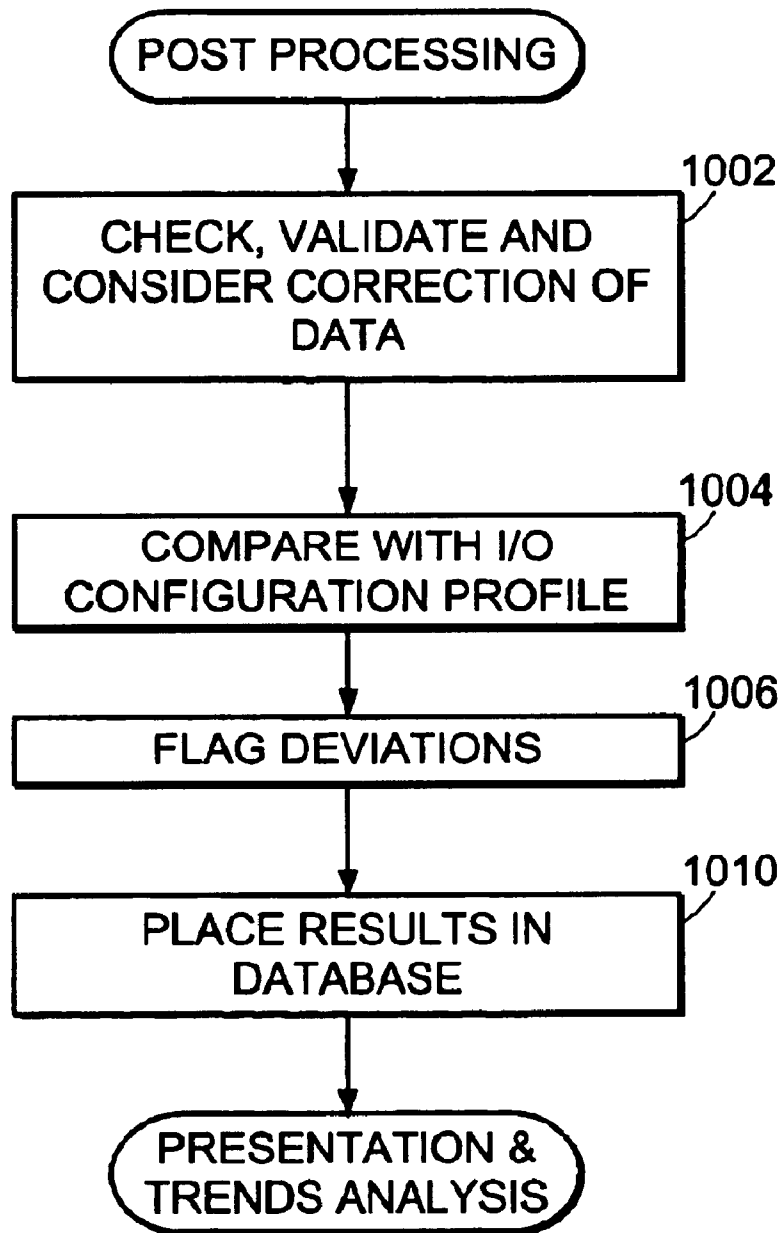 POST PROCESSING
1002
CHECK, VALIDATE AND
CONSIDER CORRECTION OF
DATA
1004
COMPARE WITH I/O
CONFIGURATION PROFILE
1006
FLAG DEVIATIONS
1010
PLACE RESULTS IN
DATABASE
PRESENTATION &
TRENDS ANALYSIS